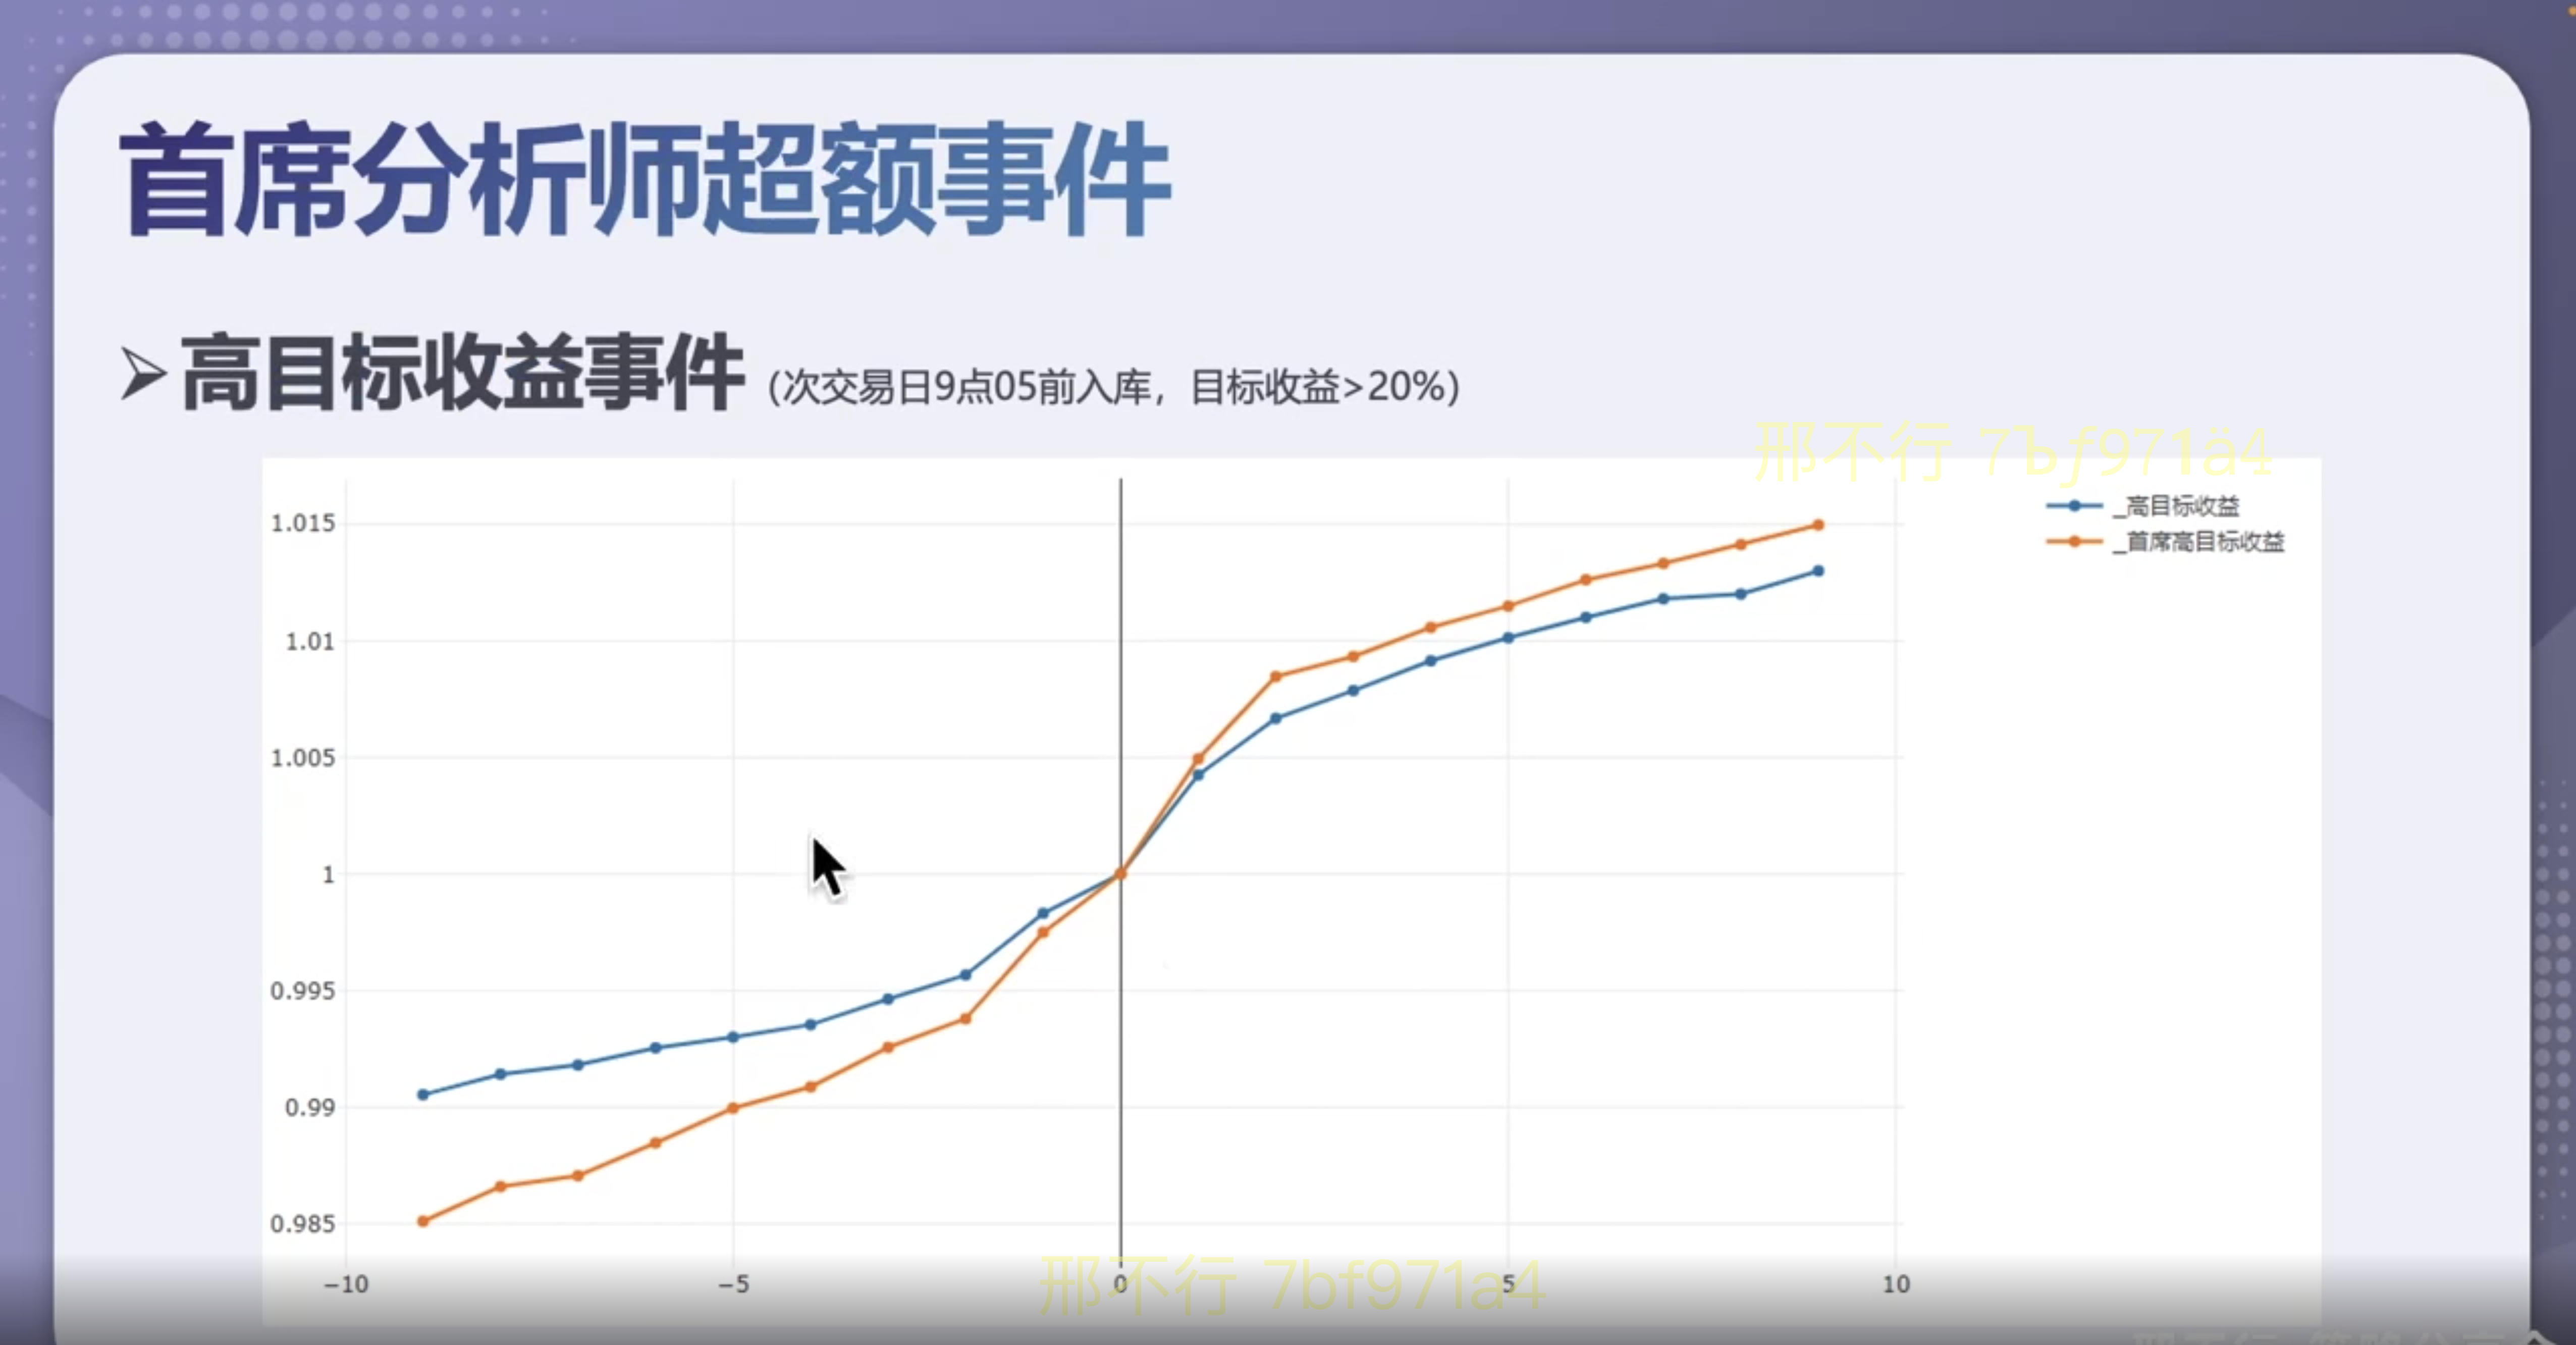 首席分析师超额事件
➢高目标收益事件 (次交易日9点05前入库，目标收益>20%)
邢不行 7bf971a4
_高目标收益
_首席高目标收益
1.015
1.01
1.005
1
0.995
0.99
0.985
−10 −5 0 5 10
邢不行 7bf971a4